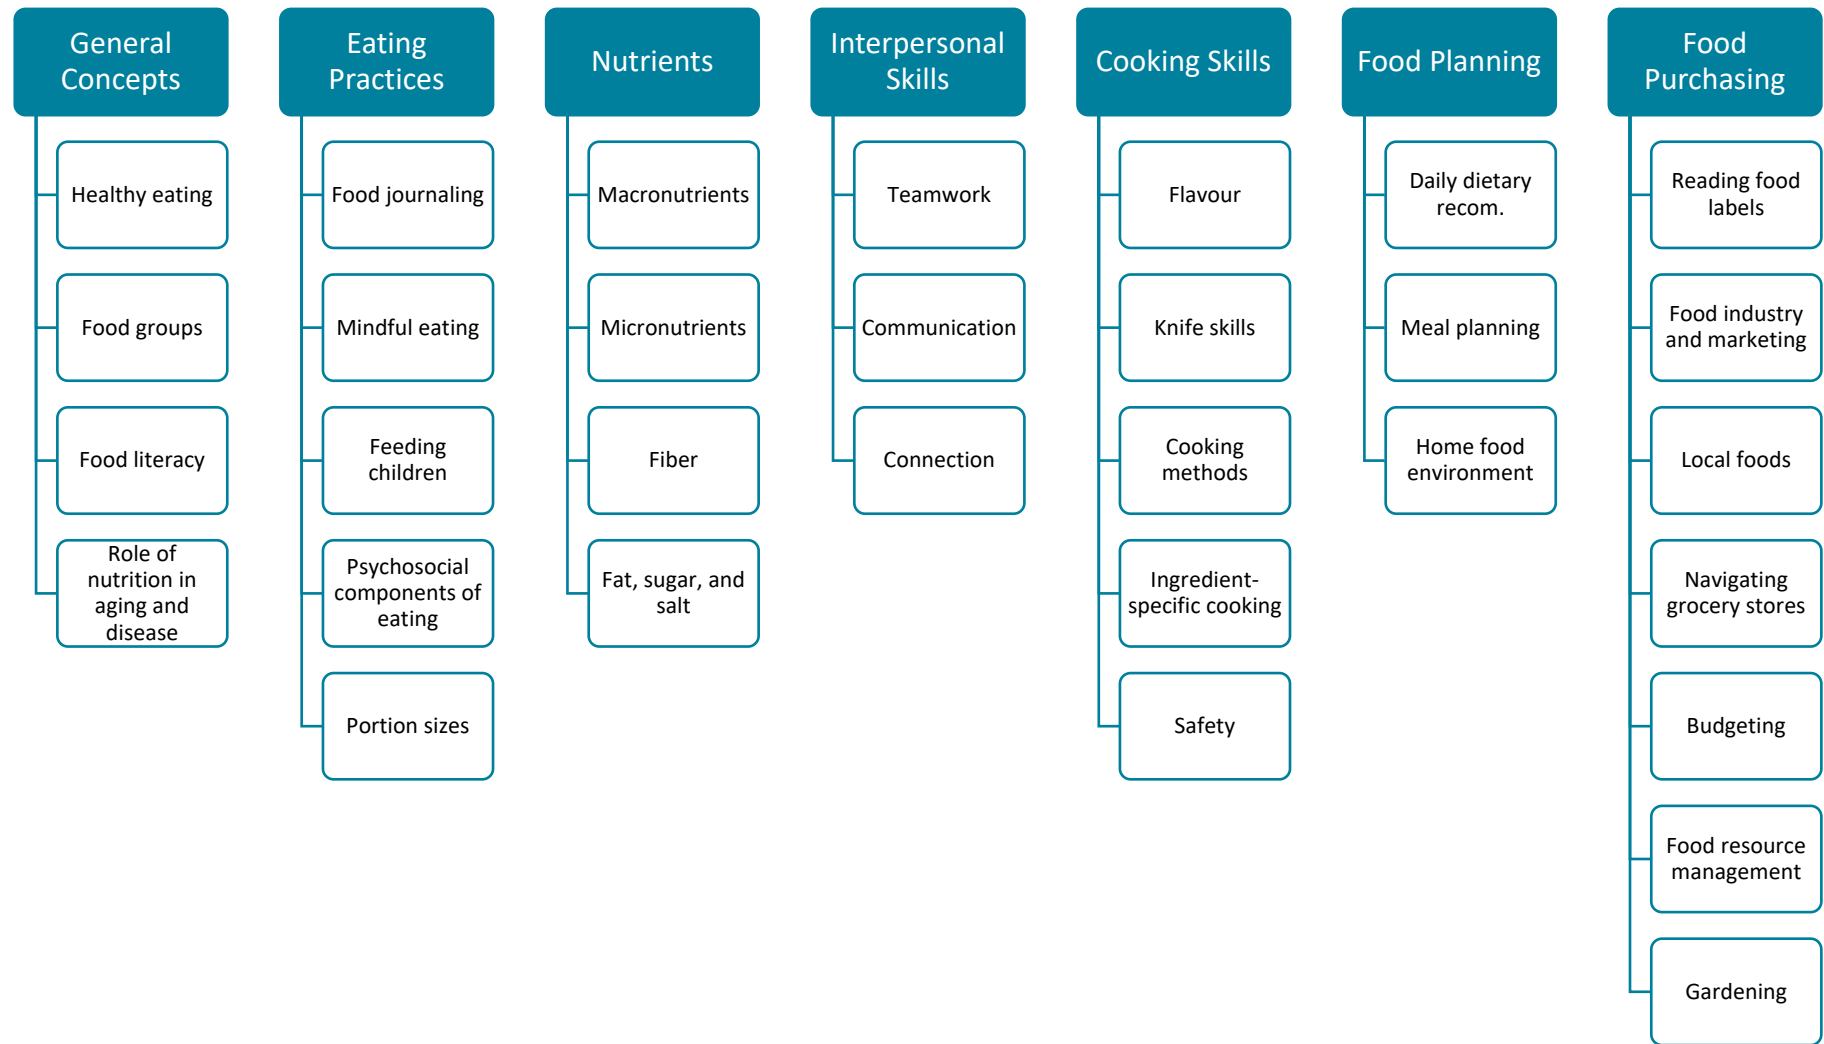 General
Concepts
Healthy eating
Food groups
Food literacy
Role of
nutrition in
aging and
disease
Eating
Practices
Food journaling
Mindful eating
Feeding
children
Psychosocial
components of
eating
Portion sizes
Nutrients
Macronutrients
Micronutrients
Fiber
Fat, sugar, and
salt
Interpersonal
Skills
Teamwork
Communication
Connection
Cooking Skills
Flavour
Knife skills
Cooking
methods
Ingredient-
specific cooking
Safety
Food Planning
Daily dietary
recom.
Meal planning
Home food
environment
Food
Purchasing
Reading food
labels
Food industry
and marketing
Local foods
Navigating
grocery stores
Budgeting
Food resource
management
Gardening